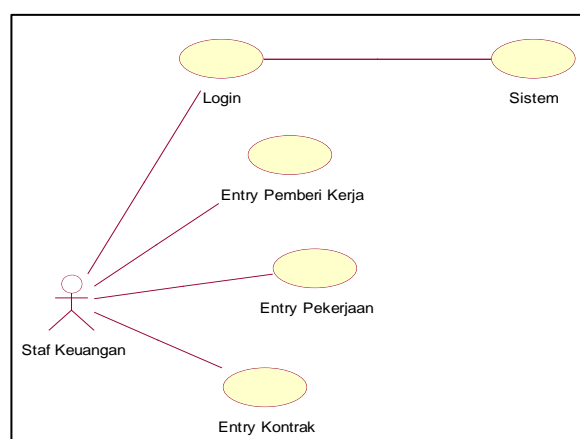 Login
Sistem
Entry Pemberi Kerja
Entry Pekerjaan
Staf Keuangan
Entry Kontrak